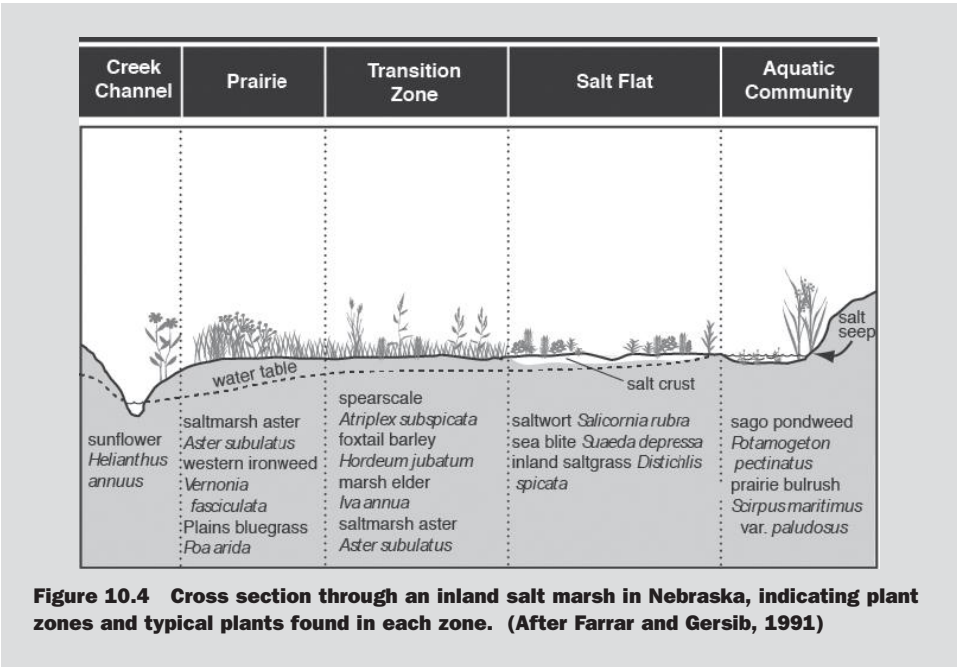 Creek
Channel
Prairie
Transition
Zone
Salt Flat
Aquatic
Community
salt
seep
water table
salt crust
sunflower
Helianthus
annuus
saltmarsh aster
Aster subulatus
western ironweed
Vernonia
fasciculata
Plains bluegrass
Poa arida
spearscale
Atriplex subspicata
foxtail barley
Hordeum jubatum
marsh elder
Iva annua
saltmarsh aster
Aster subulatus
saltwort Salicornia rubra
sea blite Suaeda depressa
inland saltgrass Distichlis
spicata
sago pondweed
Potamogeton
pectinatus
prairie bulrush
Scirpus maritimus
var. paludosus
Figure 10.4 Cross section through an inland salt marsh in Nebraska, indicating plant
zones and typical plants found in each zone. (After Farrar and Gersib, 1991)